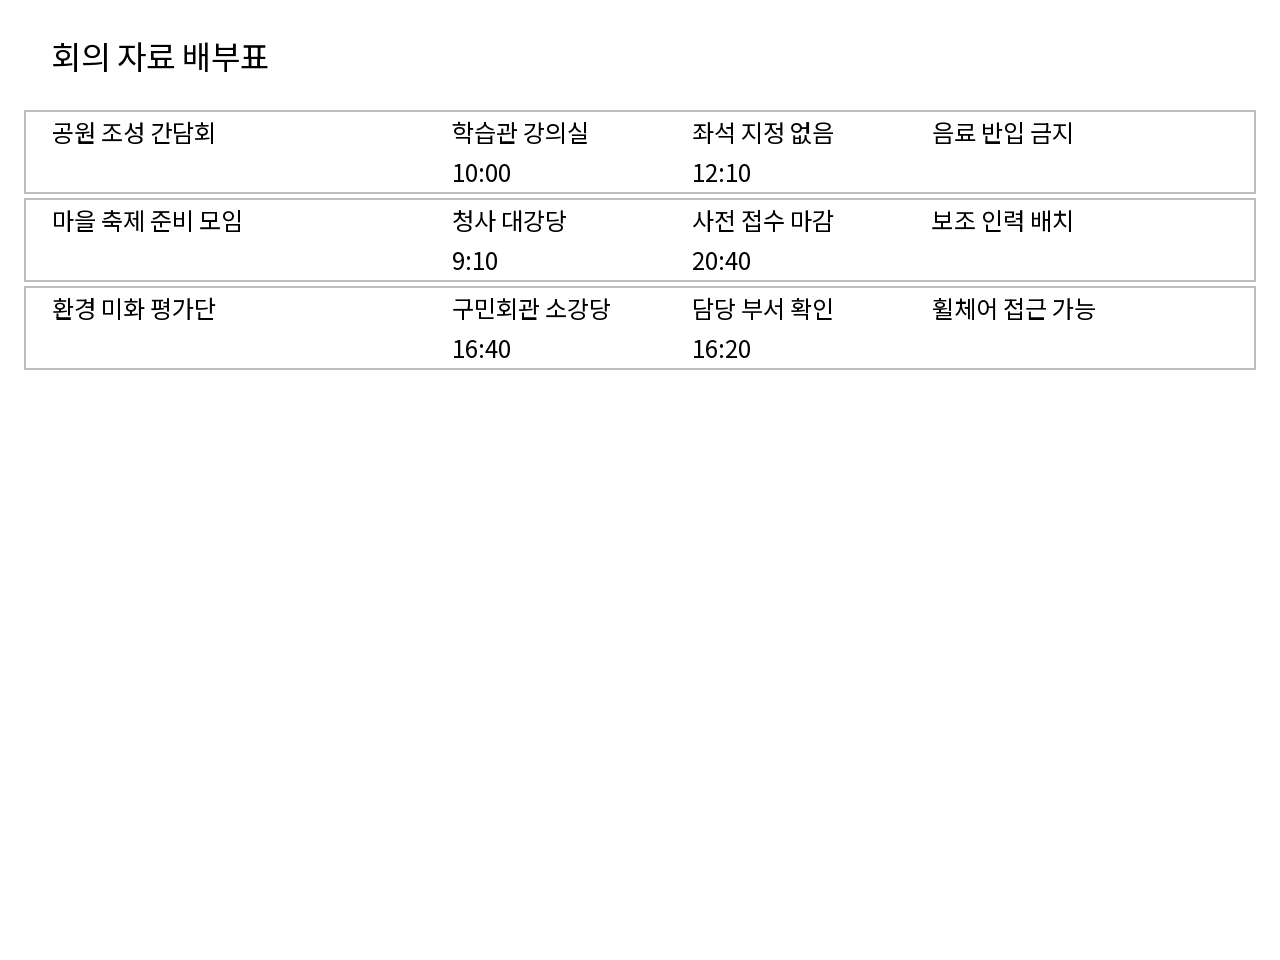 회의 자료 배부표
공원 조성 간담회 학습관 강의실 좌석 지정 없음 음료 반입 금지
10:00 12:10
마을 축제 준비 모임 청사 대강당 사전 접수 마감 보조 인력 배치
9:10 20:40
환경 미화 평가단 구민회관 소강당 담당 부서 확인 휠체어 접근 가능
16:40 16:20